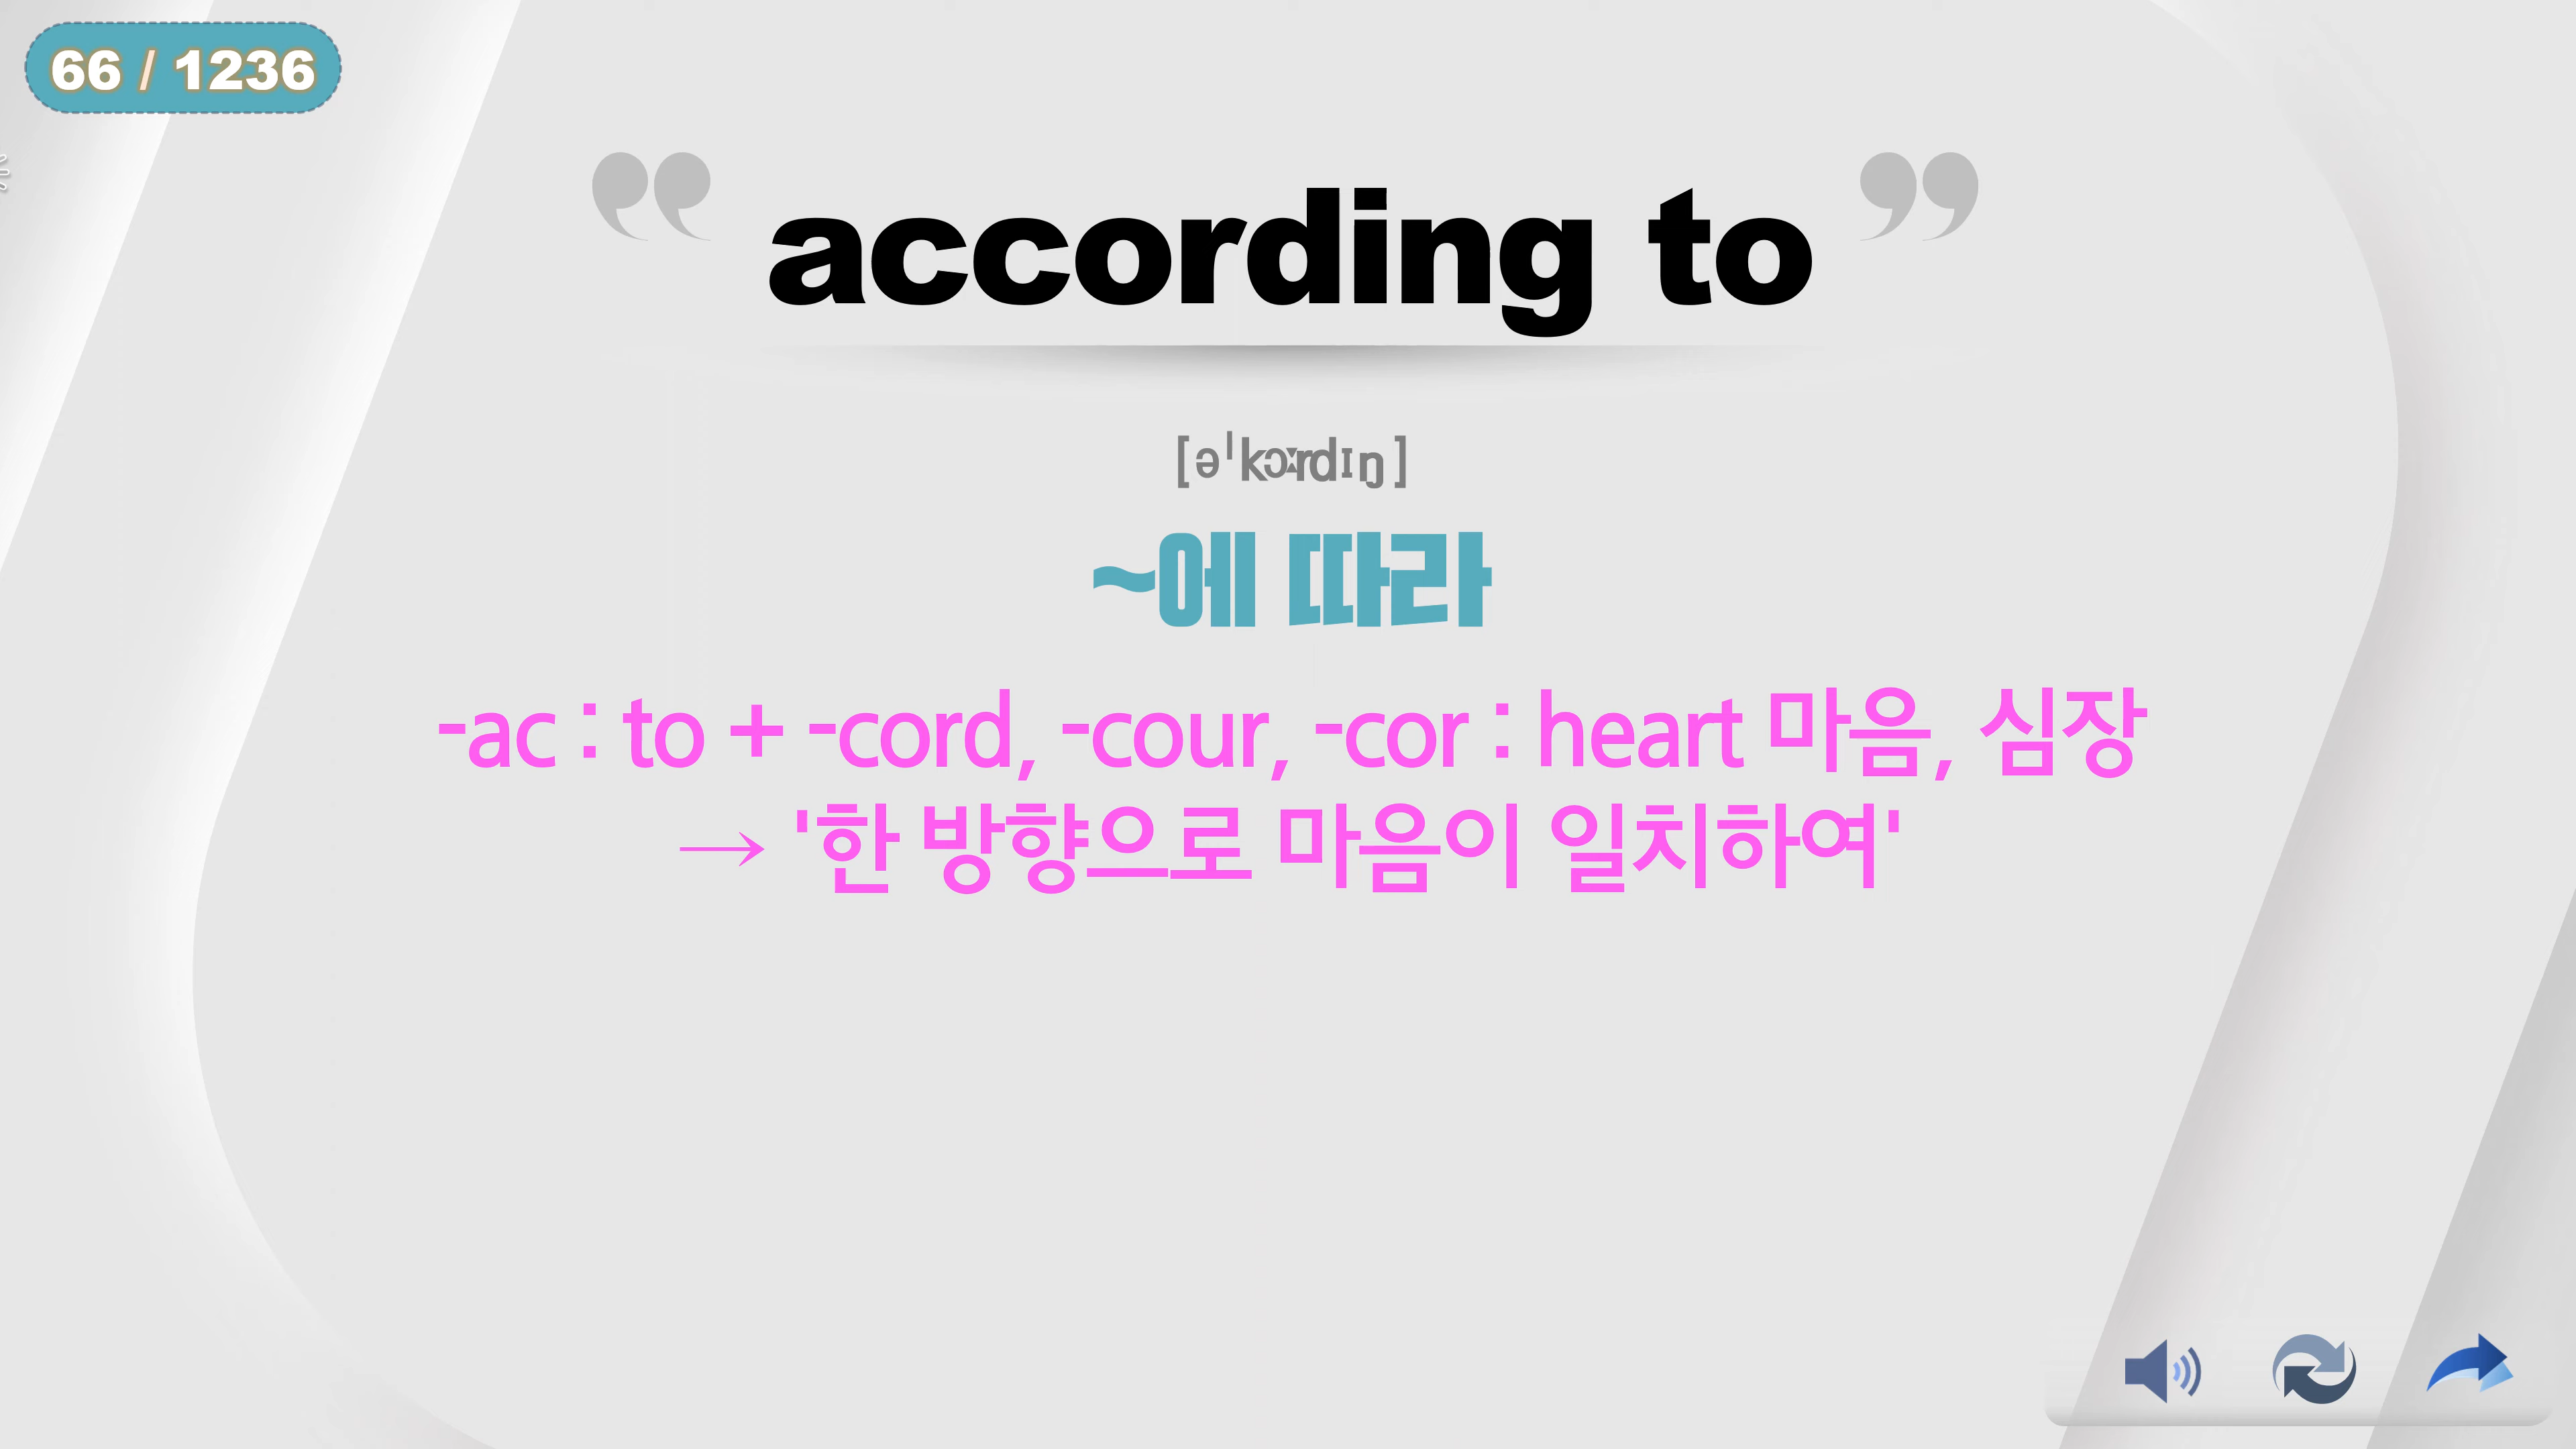 66 / 1236
“ according to ”
[əˈkɔːrdɪŋ]
~에 따라
-ac : to + -cord, -cour, -cor : heart 마음, 심장
→ '한 방향으로 마음이 일치하여'